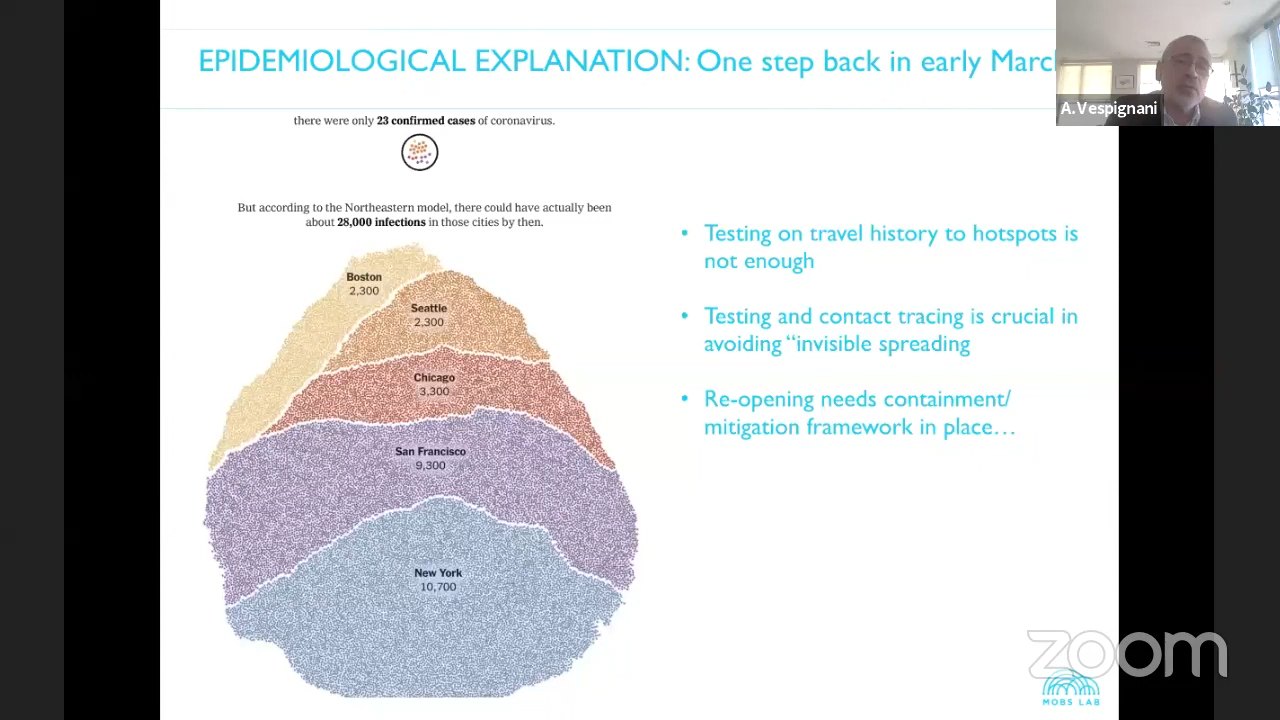 EPIDEMIOLOGICAL EXPLANATION: One step back in early Marc
A.Vespignani
there were only 23 confirmed cases of coronavirus.
But according to the Northeastern model, there could have actually been
about 28,000 infections in those cities by then.
Boston
2,300
Seattle
2,300
Chicago
3,300
San Francisco
9,300
New York
10,700
• Testing on travel history to hotspots is
not enough
• Testing and contact tracing is crucial in
avoiding “invisible spreading
• Re-opening needs containment/
mitigation framework in place…
zoom
MOBS LAB